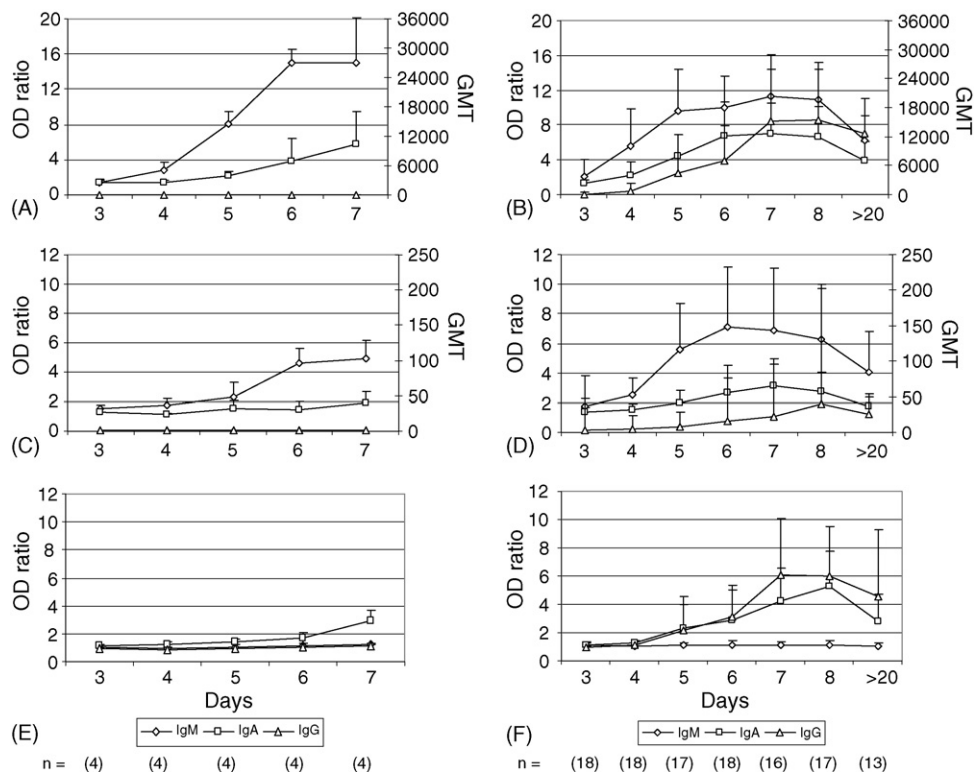 20 16 12 8 4 0
OD ratio
36000 30000 24000 18000 12000 6000 0
GMT
(A) 3 4 5 6 7
20 16 12 8 4 0
OD ratio
36000 30000 24000 18000 12000 6000 0
GMT
(B) 3 4 5 6 7 8 >20
12 10 8 6 4 2 0
OD ratio
250 200 150 100 50 0
GMT
(C) 3 4 5 6 7
12 10 8 6 4 2 0
OD ratio
250 200 150 100 50 0
GMT
(D) 3 4 5 6 7 8 >20
12 10 8 6 4 2 0
OD ratio
3 4 5 6 7
Days
(E) IgM IgA IgG
n = (4) (4) (4) (4) (4)
12 10 8 6 4 2 0
OD ratio
3 4 5 6 7 8 >20
Days
(F) IgM IgA IgG
n = (18) (18) (17) (18) (16) (17) (13)